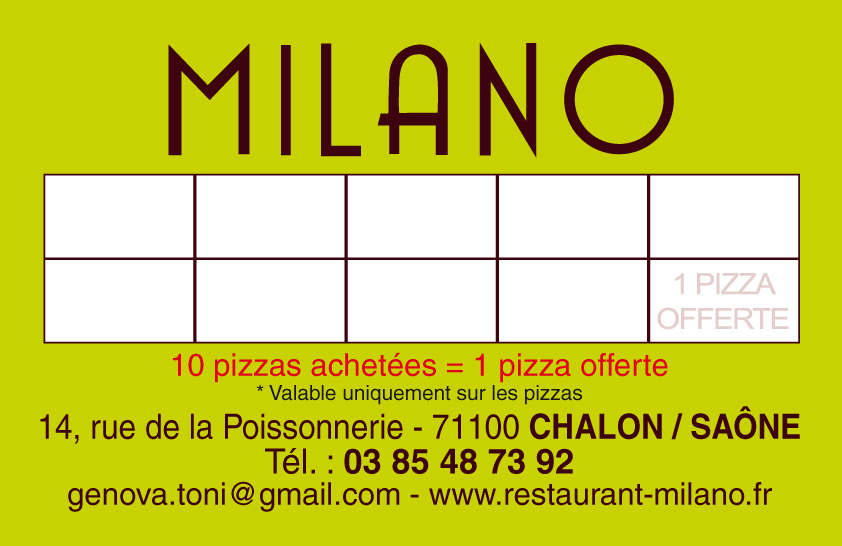 MILANO
1 PIZZA
OFFERTE
10 pizzas achetées = 1 pizza offerte
* Valable uniquement sur les pizzas
14, rue de la Poissonnerie - 71100 CHALON / SAÔNE
Tél. : 03 85 48 73 92
genova.toni@gmail.com - www.restaurant-milano.fr